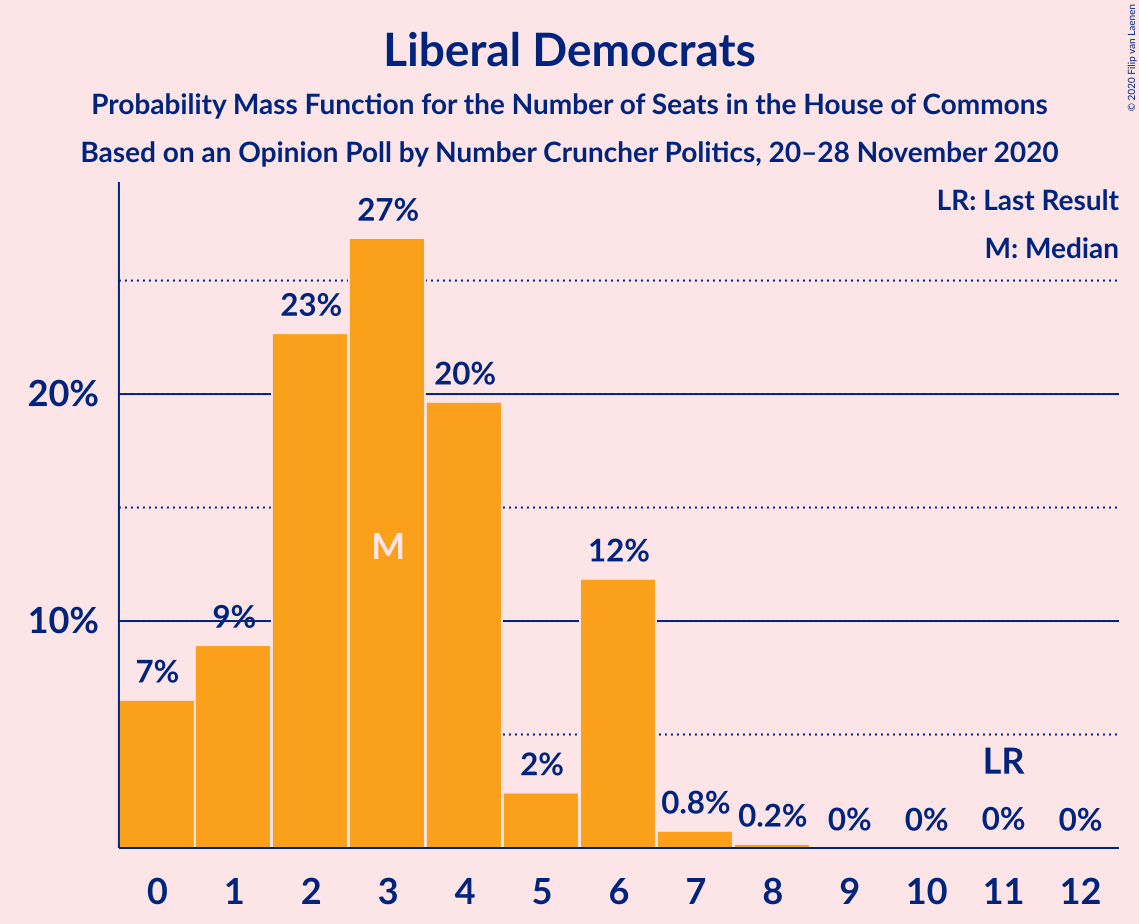 Liberal Democrats
Probability Mass Function for the Number of Seats in the House of Commons
Based on an Opinion Poll by Number Cruncher Politics, 20–28 November 2020
© 2020 Filip van Laenen
LR: Last Result
M: Median
27%
23%
20%
20%
M
12%
10%
9%
7%
2%
LR
0.8%
0.2%
0%
0%
0%
0%
0 1 2 3 4 5 6 7 8 9 10 11 12